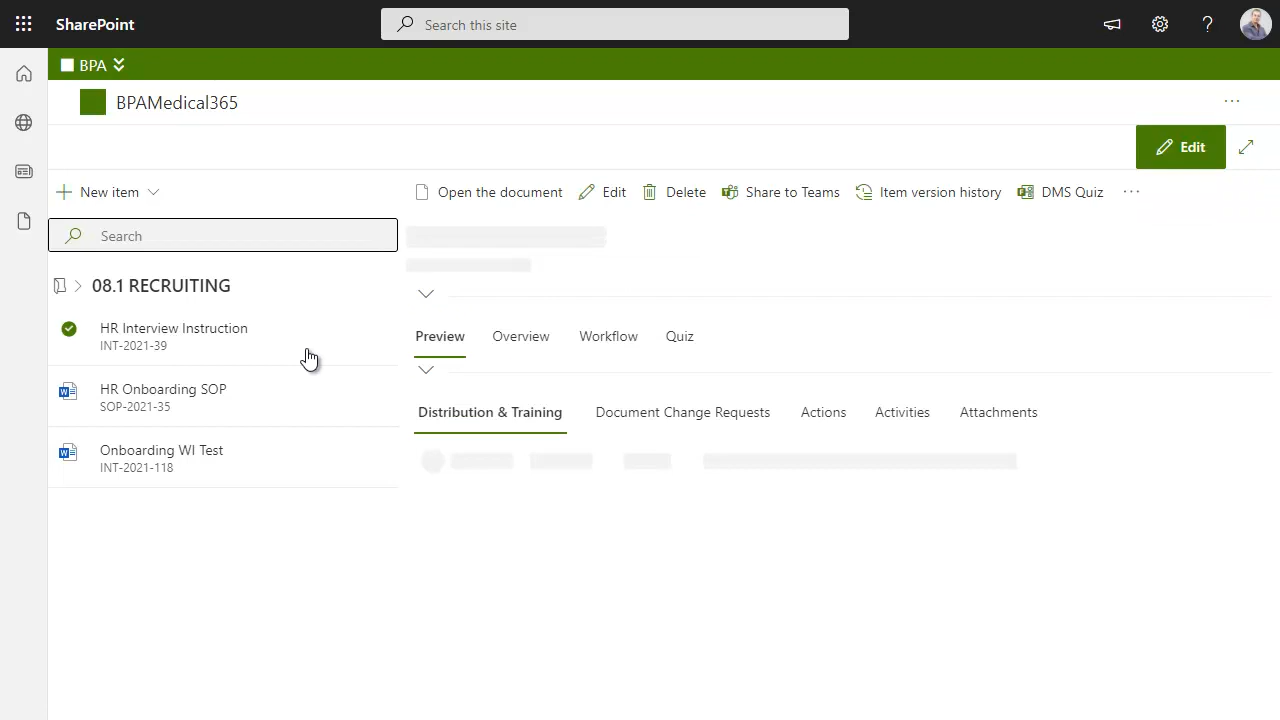 SharePoint
Search this site
BPA
BPAMedical365
Edit
New item
Open the document
Edit
Delete
Share to Teams
Item version history
DMS Quiz
Search
08.1 RECRUITING
HR Interview Instruction
INT-2021-39
HR Onboarding SOP
SOP-2021-35
Onboarding WI Test
INT-2021-118
Preview
Overview
Workflow
Quiz
Distribution & Training
Document Change Requests
Actions
Activities
Attachments